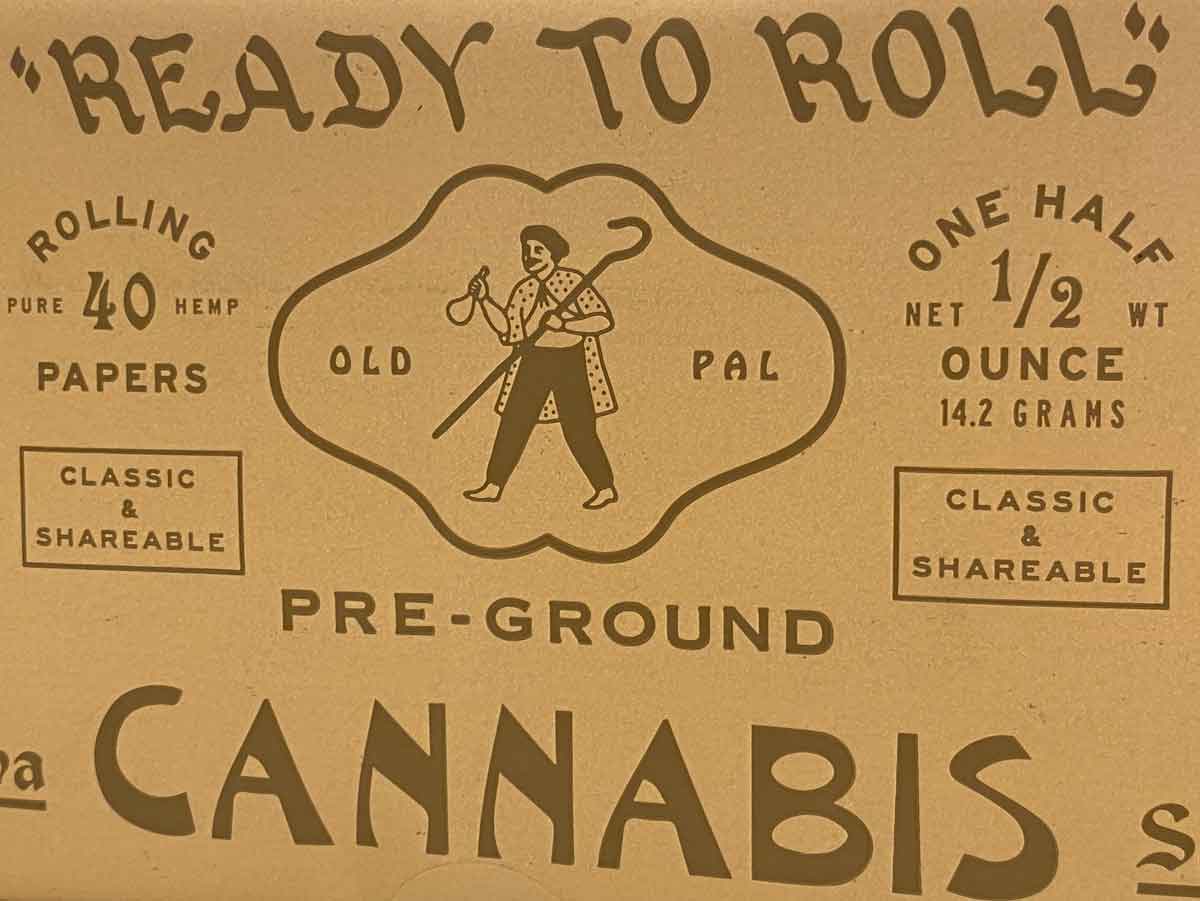 "READY TO ROLL"
ROLLING
PURE 40 HEMP
PAPERS
CLASSIC
&
SHAREABLE
OLD PAL
ONE HALF
NET 1/2 WT
OUNCE
14.2 GRAMS
CLASSIC
&
SHAREABLE
PRE-GROUND
CANNABIS